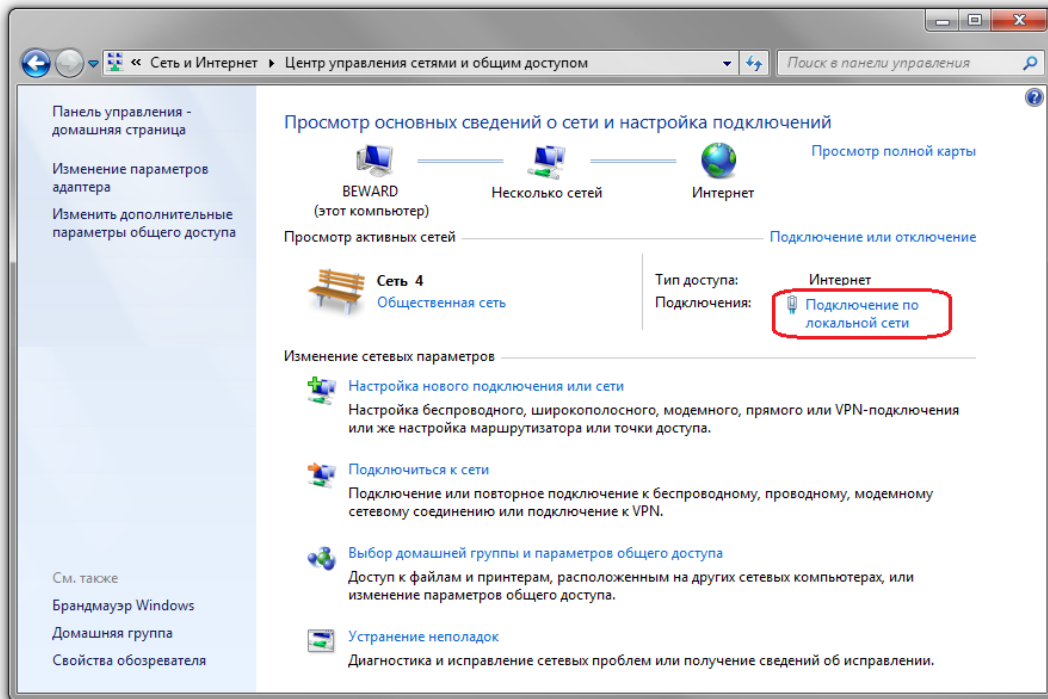 « Сеть и Интернет ▸ Центр управления сетями и общим доступом
Поиск в панели управления
Панель управления -
домашняя страница
Изменение параметров
адаптера
Изменить дополнительные
параметры общего доступа
См. также
Брандмауэр Windows
Домашняя группа
Свойства обозревателя
Просмотр основных сведений о сети и настройка подключений
Просмотр полной карты
BEWARD
(этот компьютер)
Несколько сетей
Интернет
Просмотр активных сетей
Подключение или отключение
Сеть 4
Общественная сеть
Тип доступа: Интернет
Подключения: Подключение по
локальной сети
Изменение сетевых параметров
Настройка нового подключения или сети
Настройка беспроводного, широкополосного, модемного, прямого или VPN-подключения
или же настройка маршрутизатора или точки доступа.
Подключиться к сети
Подключение или повторное подключение к беспроводному, проводному, модемному
сетевому соединению или подключение к VPN.
Выбор домашней группы и параметров общего доступа
Доступ к файлам и принтерам, расположенным на других сетевых компьютерах, или
изменение параметров общего доступа.
Устранение неполадок
Диагностика и исправление сетевых проблем или получение сведений об исправлении.